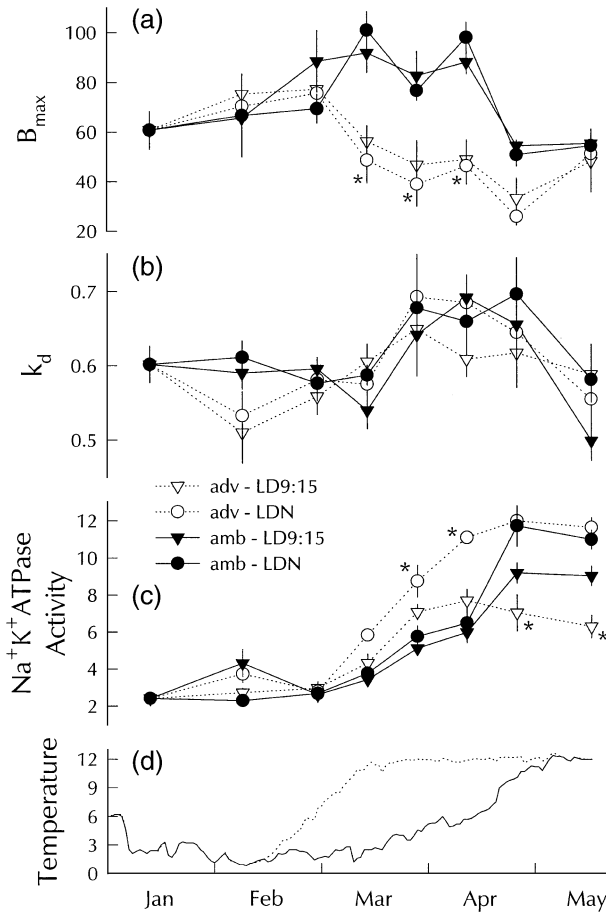 (a)
100
80
60
40
20
Bmax
*
*
*
(b)
0.7
0.6
0.5
kd
adv - LD9:15
adv - LDN
amb - LD9:15
amb - LDN
(c)
12
10
8
6
4
2
Na+K+ATPase
Activity
*
*
*
*
(d)
12
9
6
3
0
Temperature
Jan Feb Mar Apr May